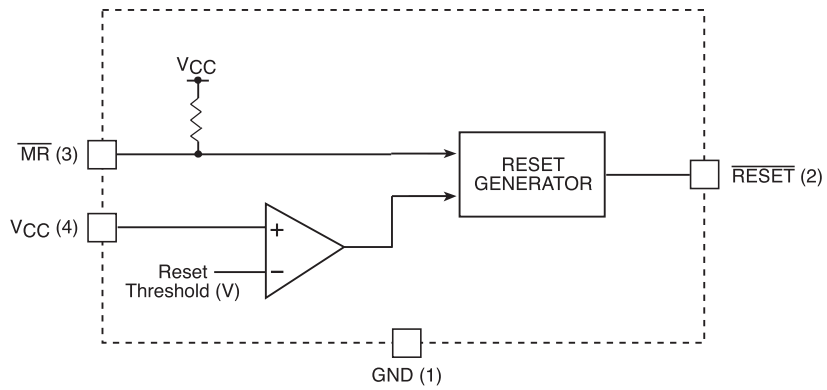 VCC
MR (3)
RESET
GENERATOR
RESET (2)
VCC (4)
+
−
Reset
Threshold (V)
GND (1)